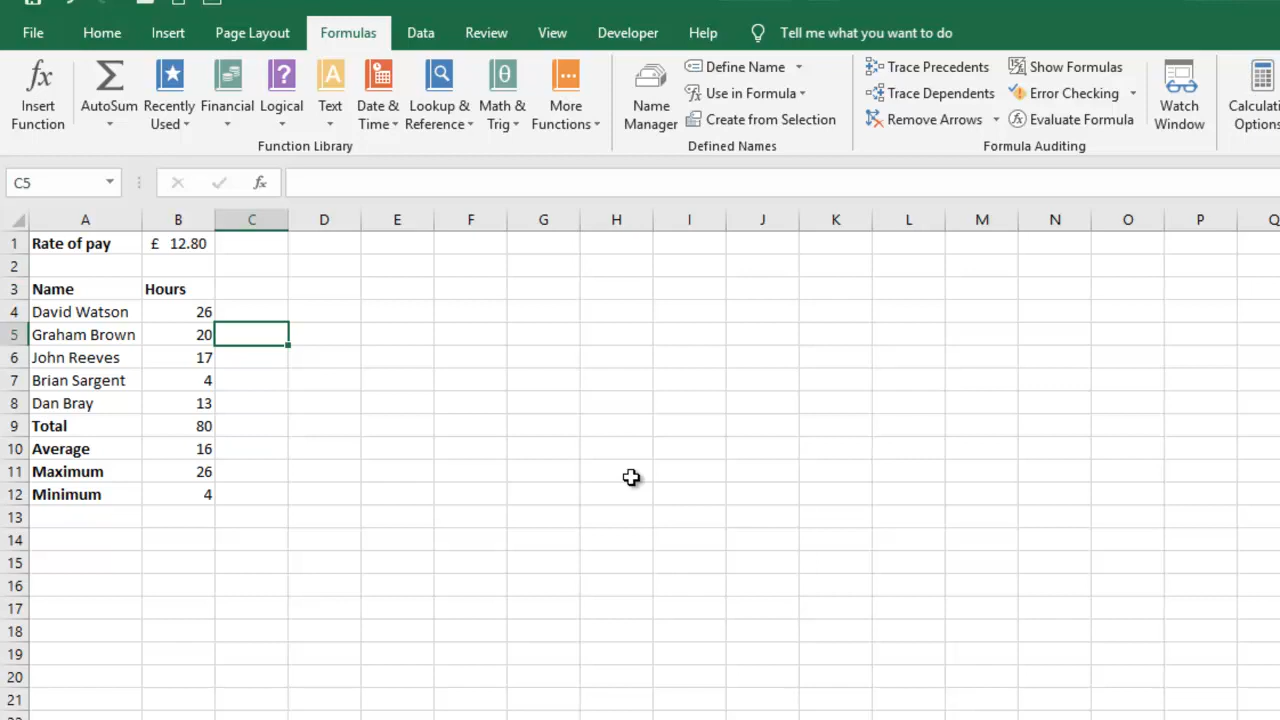 File Home Insert Page Layout Formulas Data Review View Developer Help Tell me what you want to do
Insert Function
AutoSum
Recently Used
Financial
Logical
Text
Date & Time
Lookup & Reference
Math & Trig
More Functions
Function Library
Name Manager
Define Name
Use in Formula
Create from Selection
Defined Names
Trace Precedents
Trace Dependents
Remove Arrows
Show Formulas
Error Checking
Evaluate Formula
Formula Auditing
Watch Window
Calculati
Options
C5 fx
A B C D E F G H I J K L M N O P Q
1 Rate of pay £ 12.80
2
3 Name Hours
4 David Watson 26
5 Graham Brown 20
6 John Reeves 17
7 Brian Sargent 4
8 Dan Bray 13
9 Total 80
10 Average 16
11 Maximum 26
12 Minimum 4
13
14
15
16
17
18
19
20
21